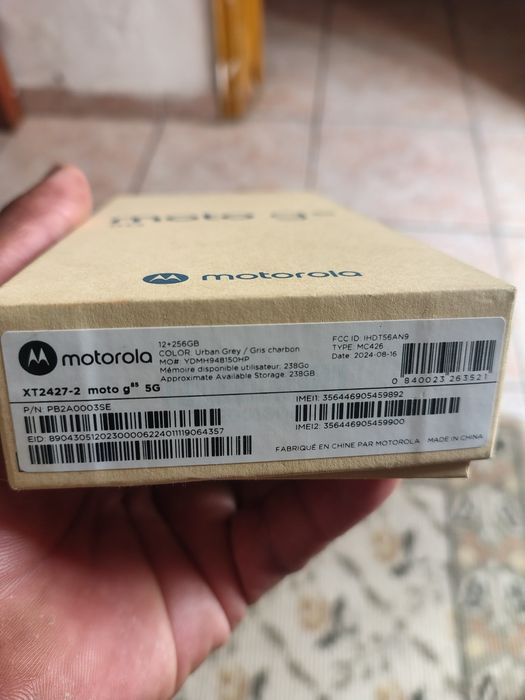 moto g
motorola
motorola
12+256GB
COLOR: Urban Grey / Gris charbon
MO#: YDMH948150HP
Mémoire disponible utilisateur: 238Go
Approximate Available Storage: 238GB
FCC ID: IHDT56AN9
TYPE: MC426
Date: 2024-08-16
0 840023 263521
XT2427-2 moto g85 5G
P/N: PB2A0003SE
EID: 89043051202300006224011119064357
IMEI1: 356446905459892
IMEI2: 356446905459900
FABRIQUÉ EN CHINE PAR MOTOROLA MADE IN CHINA